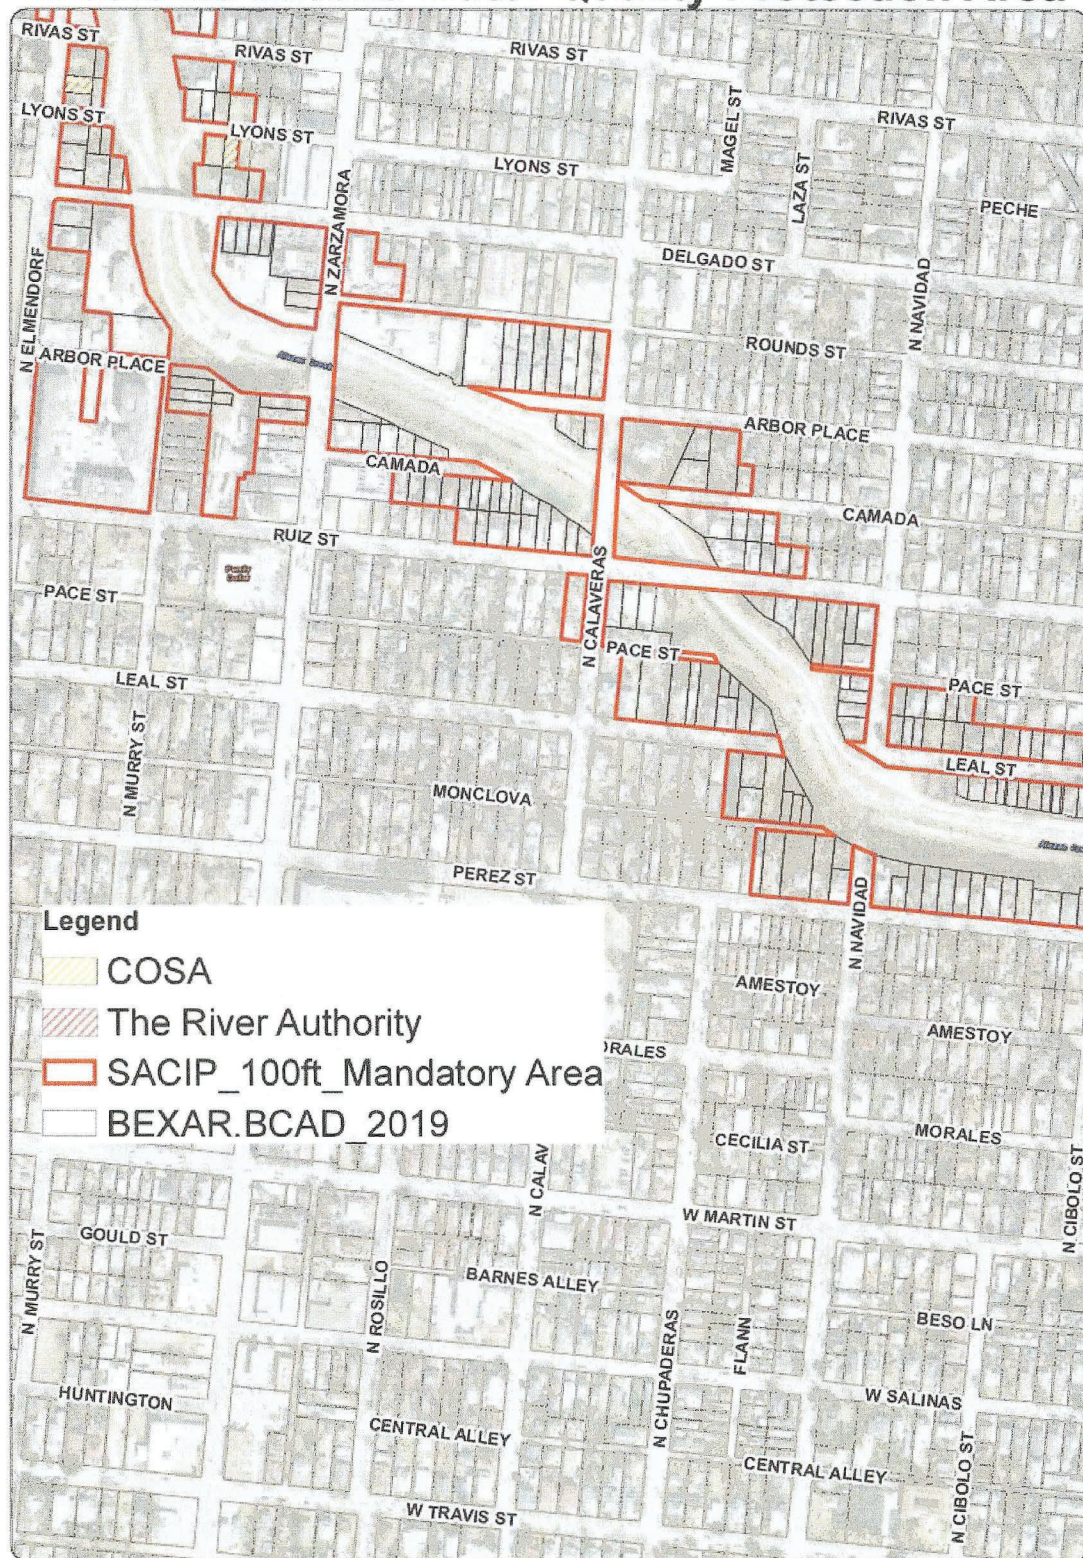 RIVAS ST
RIVAS ST
RIVAS ST
LYONS ST
LYONS ST
LYONS ST
MAGEL ST
RIVAS ST
LAZA ST
PECHE
N ZARZAMORA
DELGADO ST
N ELMENDORF
N NAVIDAD
ROUNDS ST
ARBOR PLACE
ARBOR PLACE
CAMADA
CAMADA
RUIZ ST
PACE ST
N CALAVERAS
PACE ST
LEAL ST
PACE ST
N MURRY ST
LEAL ST
MONCLOVA
PEREZ ST
N NAVIDAD
Legend
COSA
The River Authority
SACIP_100ft_Mandatory Area
BEXAR.BCAD_2019
AMESTOY
AMESTOY
ORALES
MORALES
CECILIA ST
N CALAV
N CIBOLO ST
W MARTIN ST
GOULD ST
N MURRY ST
BARNES ALLEY
N ROSILLO
BESO LN
FLANN
N CHUPADERAS
W SALINAS
HUNTINGTON
CENTRAL ALLEY
CENTRAL ALLEY
N CIBOLO ST
W TRAVIS ST